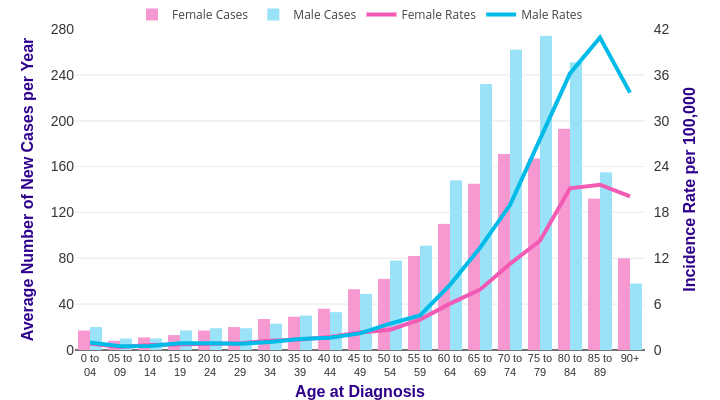 Female Cases Male Cases Female Rates Male Rates
Average Number of New Cases per Year
280
240
200
160
120
80
40
0
42
36
30
24
18
12
6
0
Incidence Rate per 100,000
0 to 04
05 to 09
10 to 14
15 to 19
20 to 24
25 to 29
30 to 34
35 to 39
40 to 44
45 to 49
50 to 54
55 to 59
60 to 64
65 to 69
70 to 74
75 to 79
80 to 84
85 to 89
90+
Age at Diagnosis